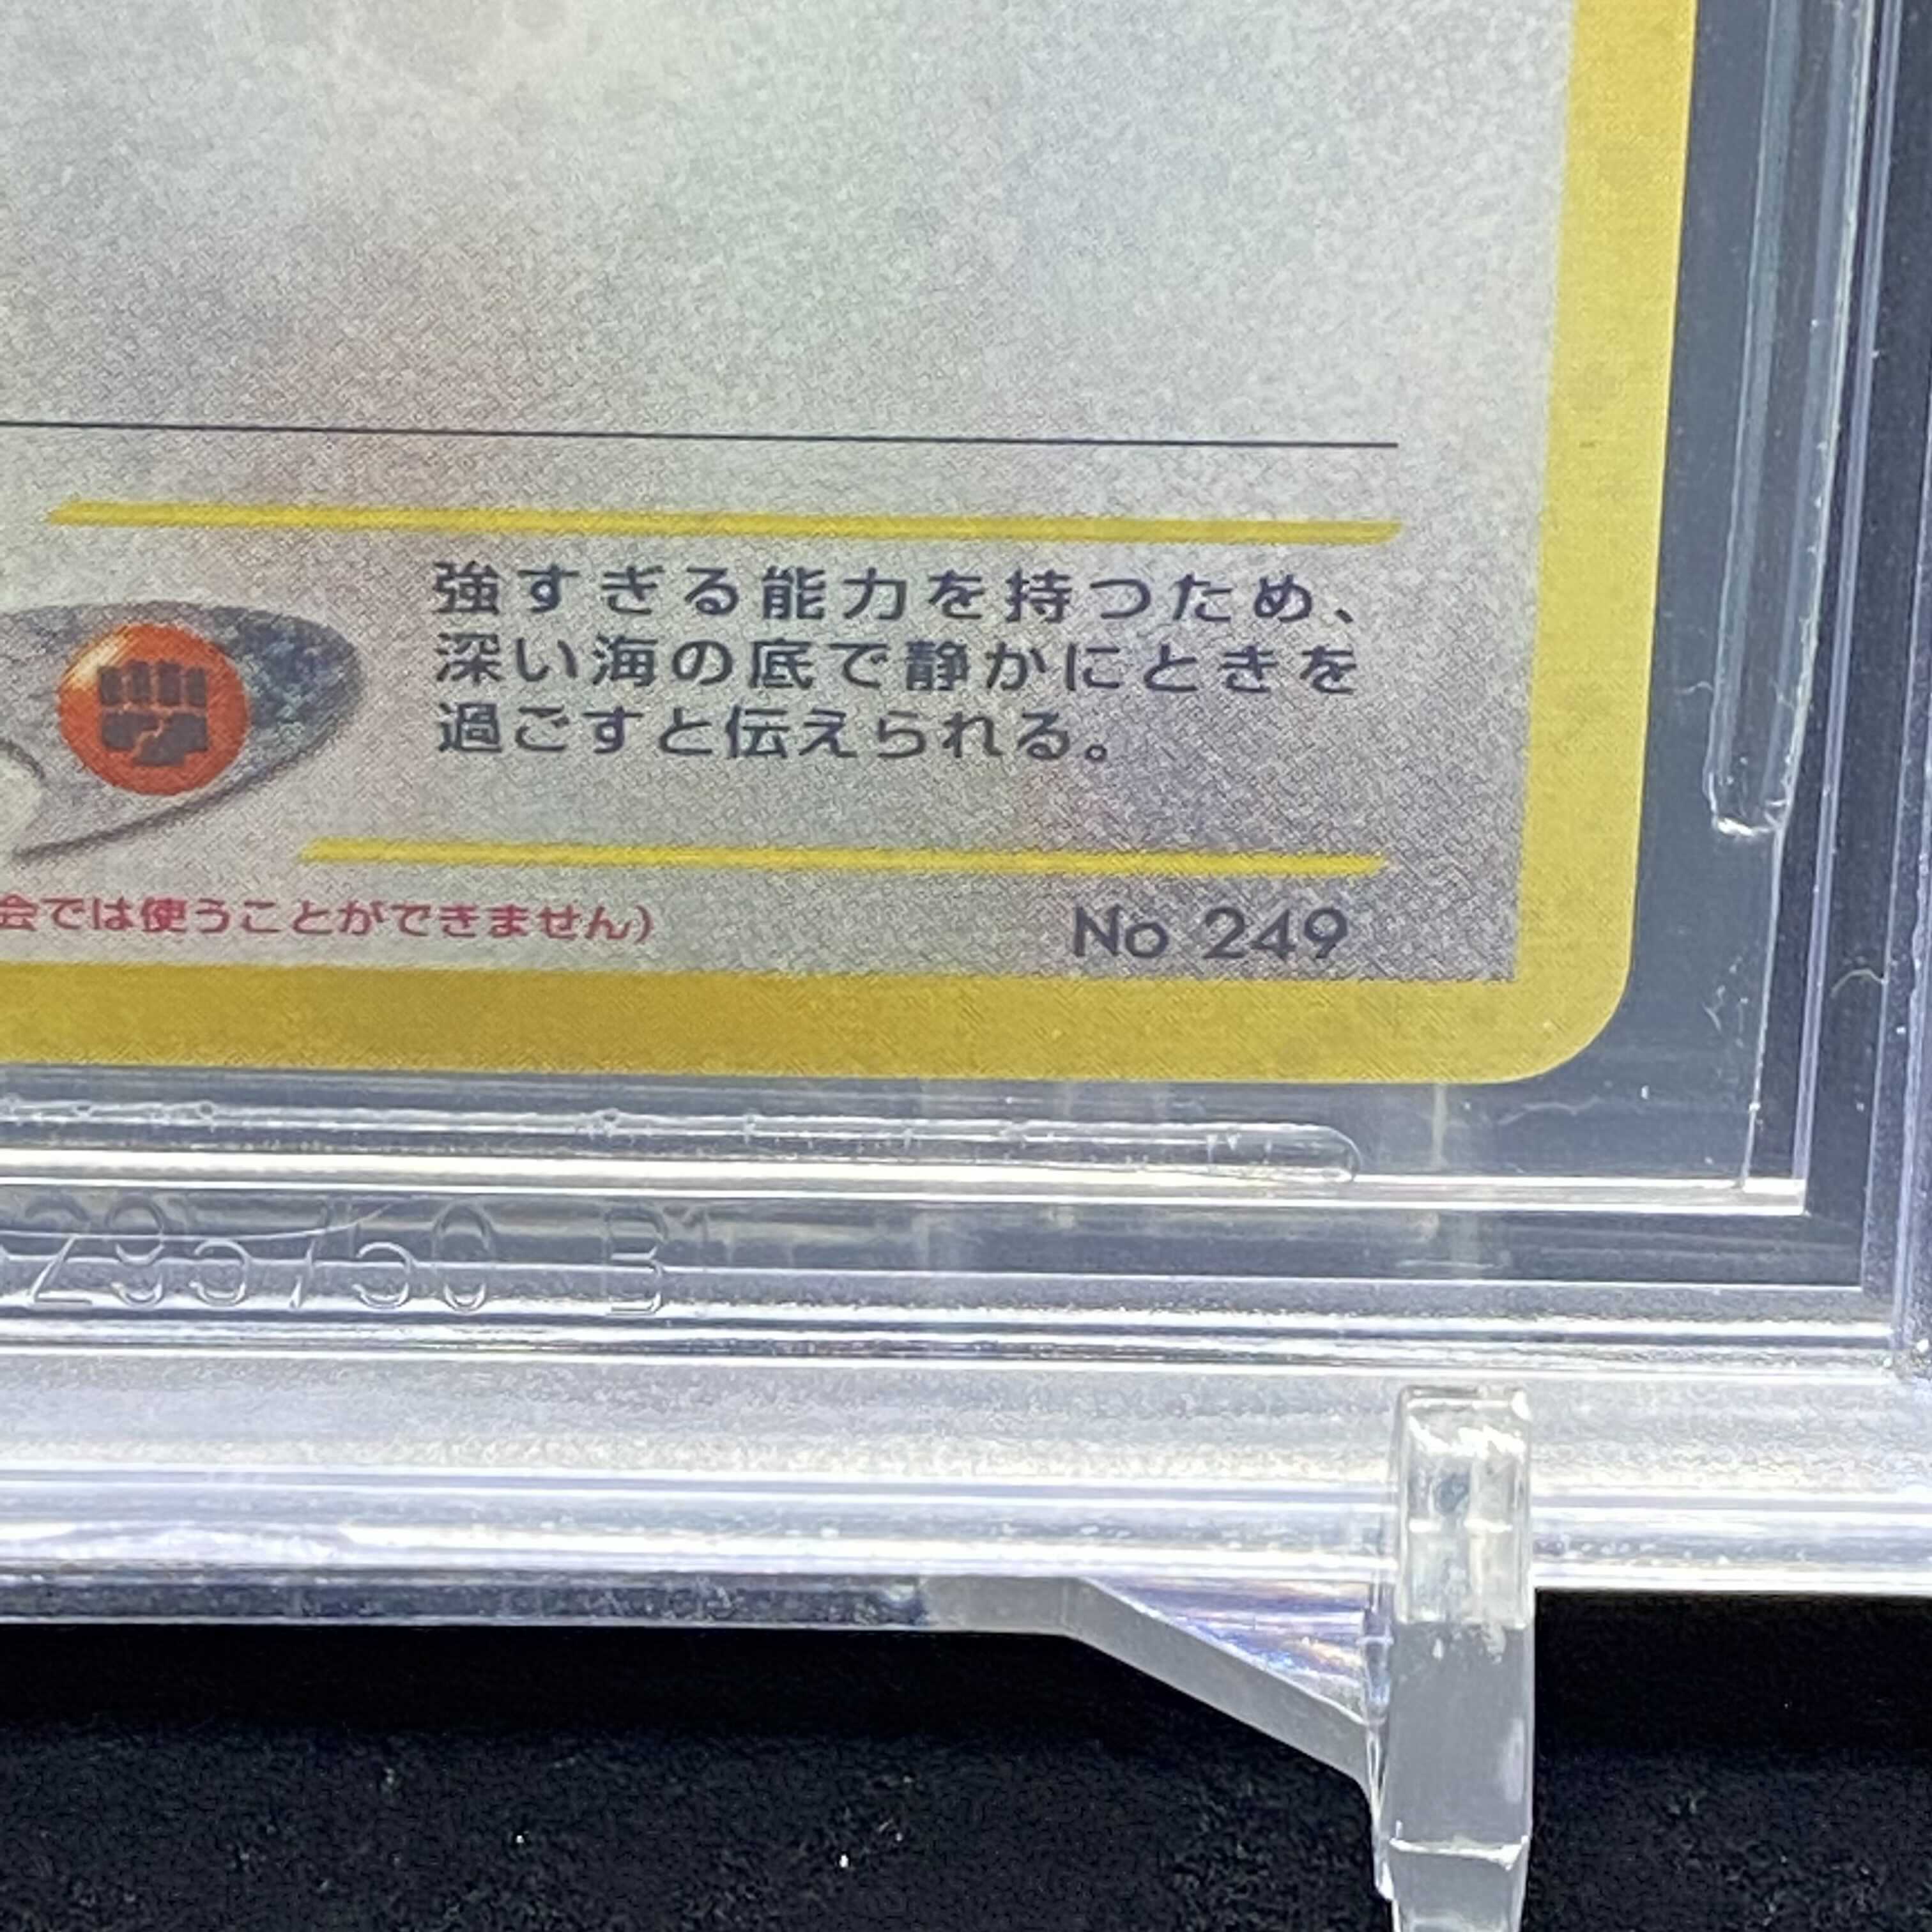 強すぎる能力を持つため、
深い海の底で静かにときを
過ごすと伝えられる。
会では使うことができません）
No 249